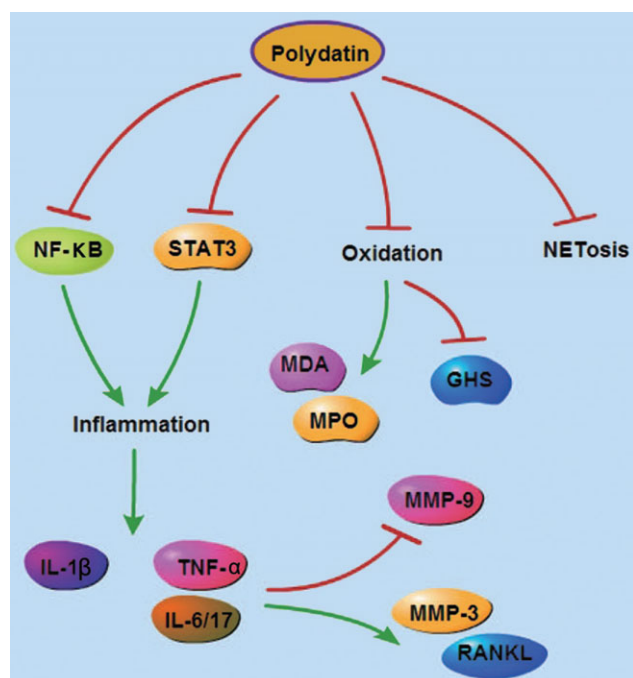 Polydatin
NF-κB
STAT3
Oxidation
NETosis
MDA
GHS
MPO
Inflammation
MMP-9
IL-1β
TNF-α
IL-6/17
MMP-3
RANKL